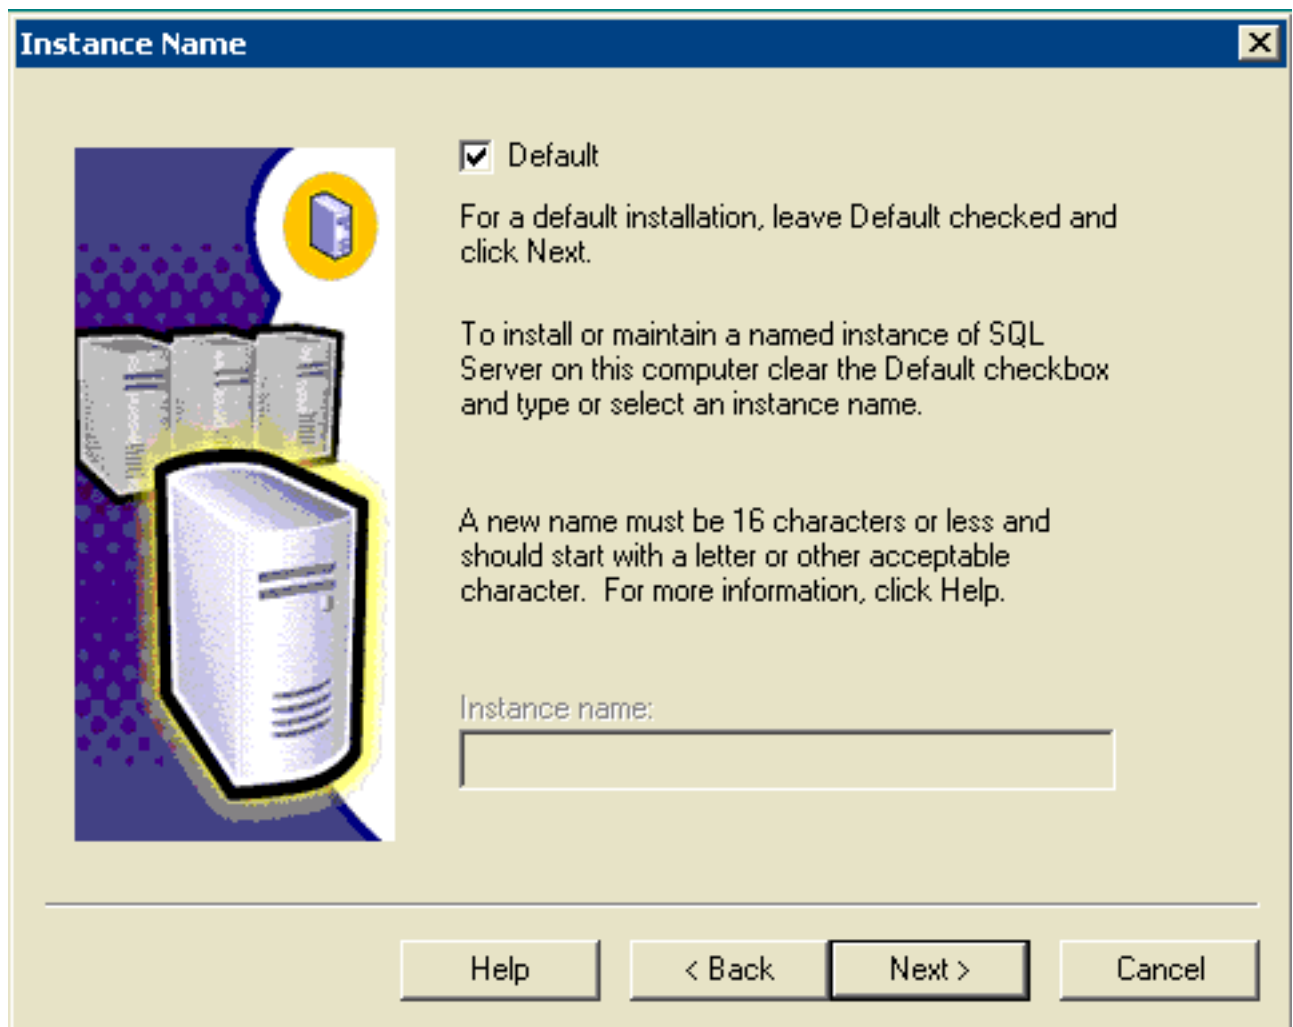 Instance Name
Default
For a default installation, leave Default checked and
click Next.
To install or maintain a named instance of SQL
Server on this computer clear the Default checkbox
and type or select an instance name.
A new name must be 16 characters or less and
should start with a letter or other acceptable
character.  For more information, click Help.
Instance name:
Help
< Back
Next >
Cancel